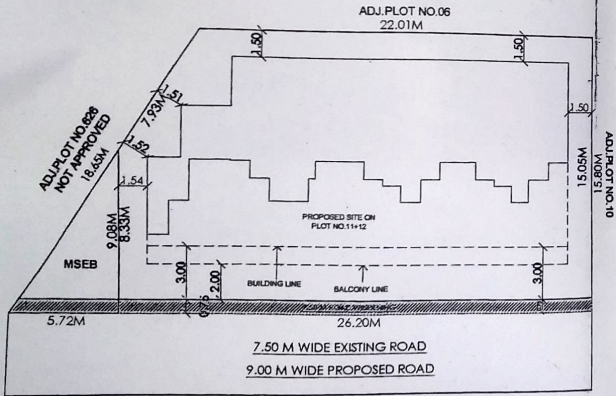 ADJ.PLOT NO.06
22.01M
1.50
1.50
1.51
7.93M
1.50
ADJ.PLOT NO.626
NOT APPROVED
18.65M
1.52
1.54
15.05M
15.80M
ADJ.PLOT NO.10
9.08M
8.33M
PROPOSED SITE ON
PLOT NO.11+12
MSEB
3.00
2.00
BUILDING LINE
BALCONY LINE
3.00
0.75
5.72M
26.20M
7.50 M WIDE EXISTING ROAD
9.00 M WIDE PROPOSED ROAD